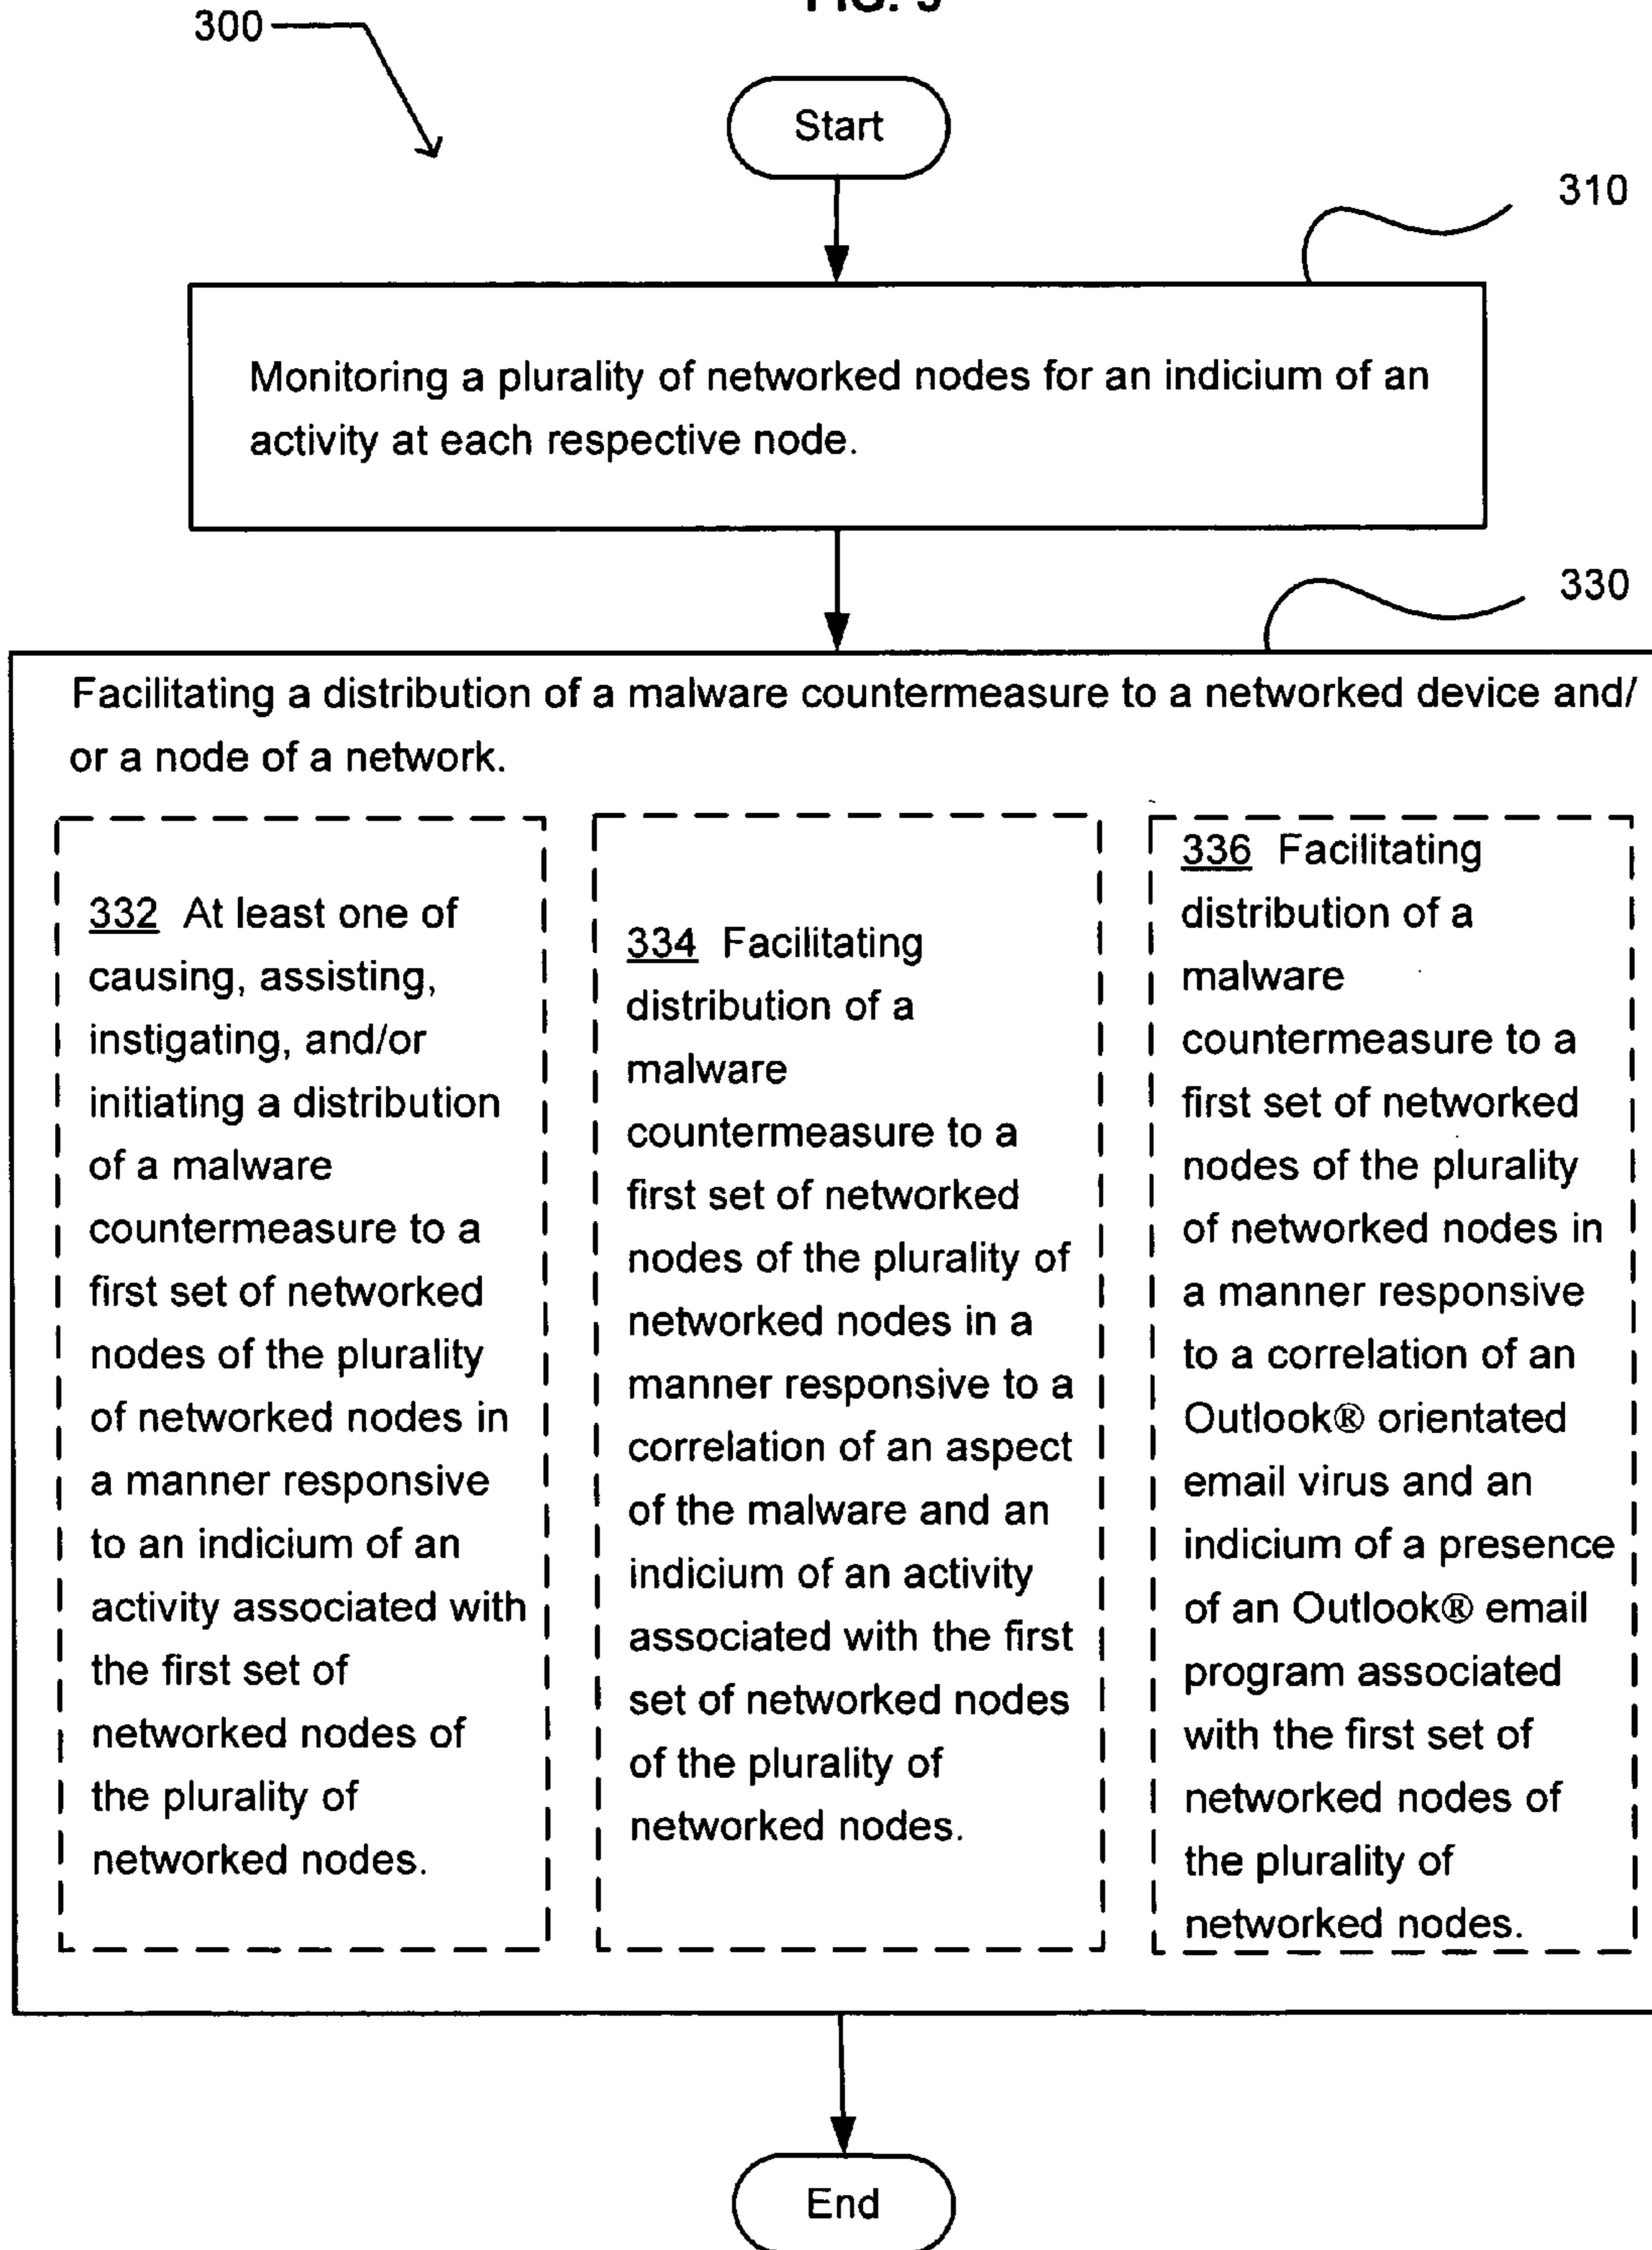 FIG.
300
Start
310
Monitoring a plurality of networked nodes for an indicium of an
activity at each respective node.
330
Facilitating a distribution of a malware countermeasure to a networked device and/
or a node of a network.
332 At least one of
causing, assisting,
instigating, and/or
initiating a distribution
of a malware
countermeasure to a
first set of networked
nodes of the plurality
of networked nodes in
a manner responsive
to an indicium of an
activity associated with
the first set of
networked nodes of
the plurality of
networked nodes.
334 Facilitating
distribution of a
malware
countermeasure to a
first set of networked
nodes of the plurality of
networked nodes in a
manner responsive to a
correlation of an aspect
of the malware and an
indicium of an activity
associated with the first
set of networked nodes
of the plurality of
networked nodes.
336 Facilitating
distribution of a
malware
countermeasure to a
first set of networked
nodes of the plurality
of networked nodes in
a manner responsive
to a correlation of an
Outlook® orientated
email virus and an
indicium of a presence
of an Outlook® email
program associated
with the first set of
networked nodes of
the plurality of
networked nodes.
End